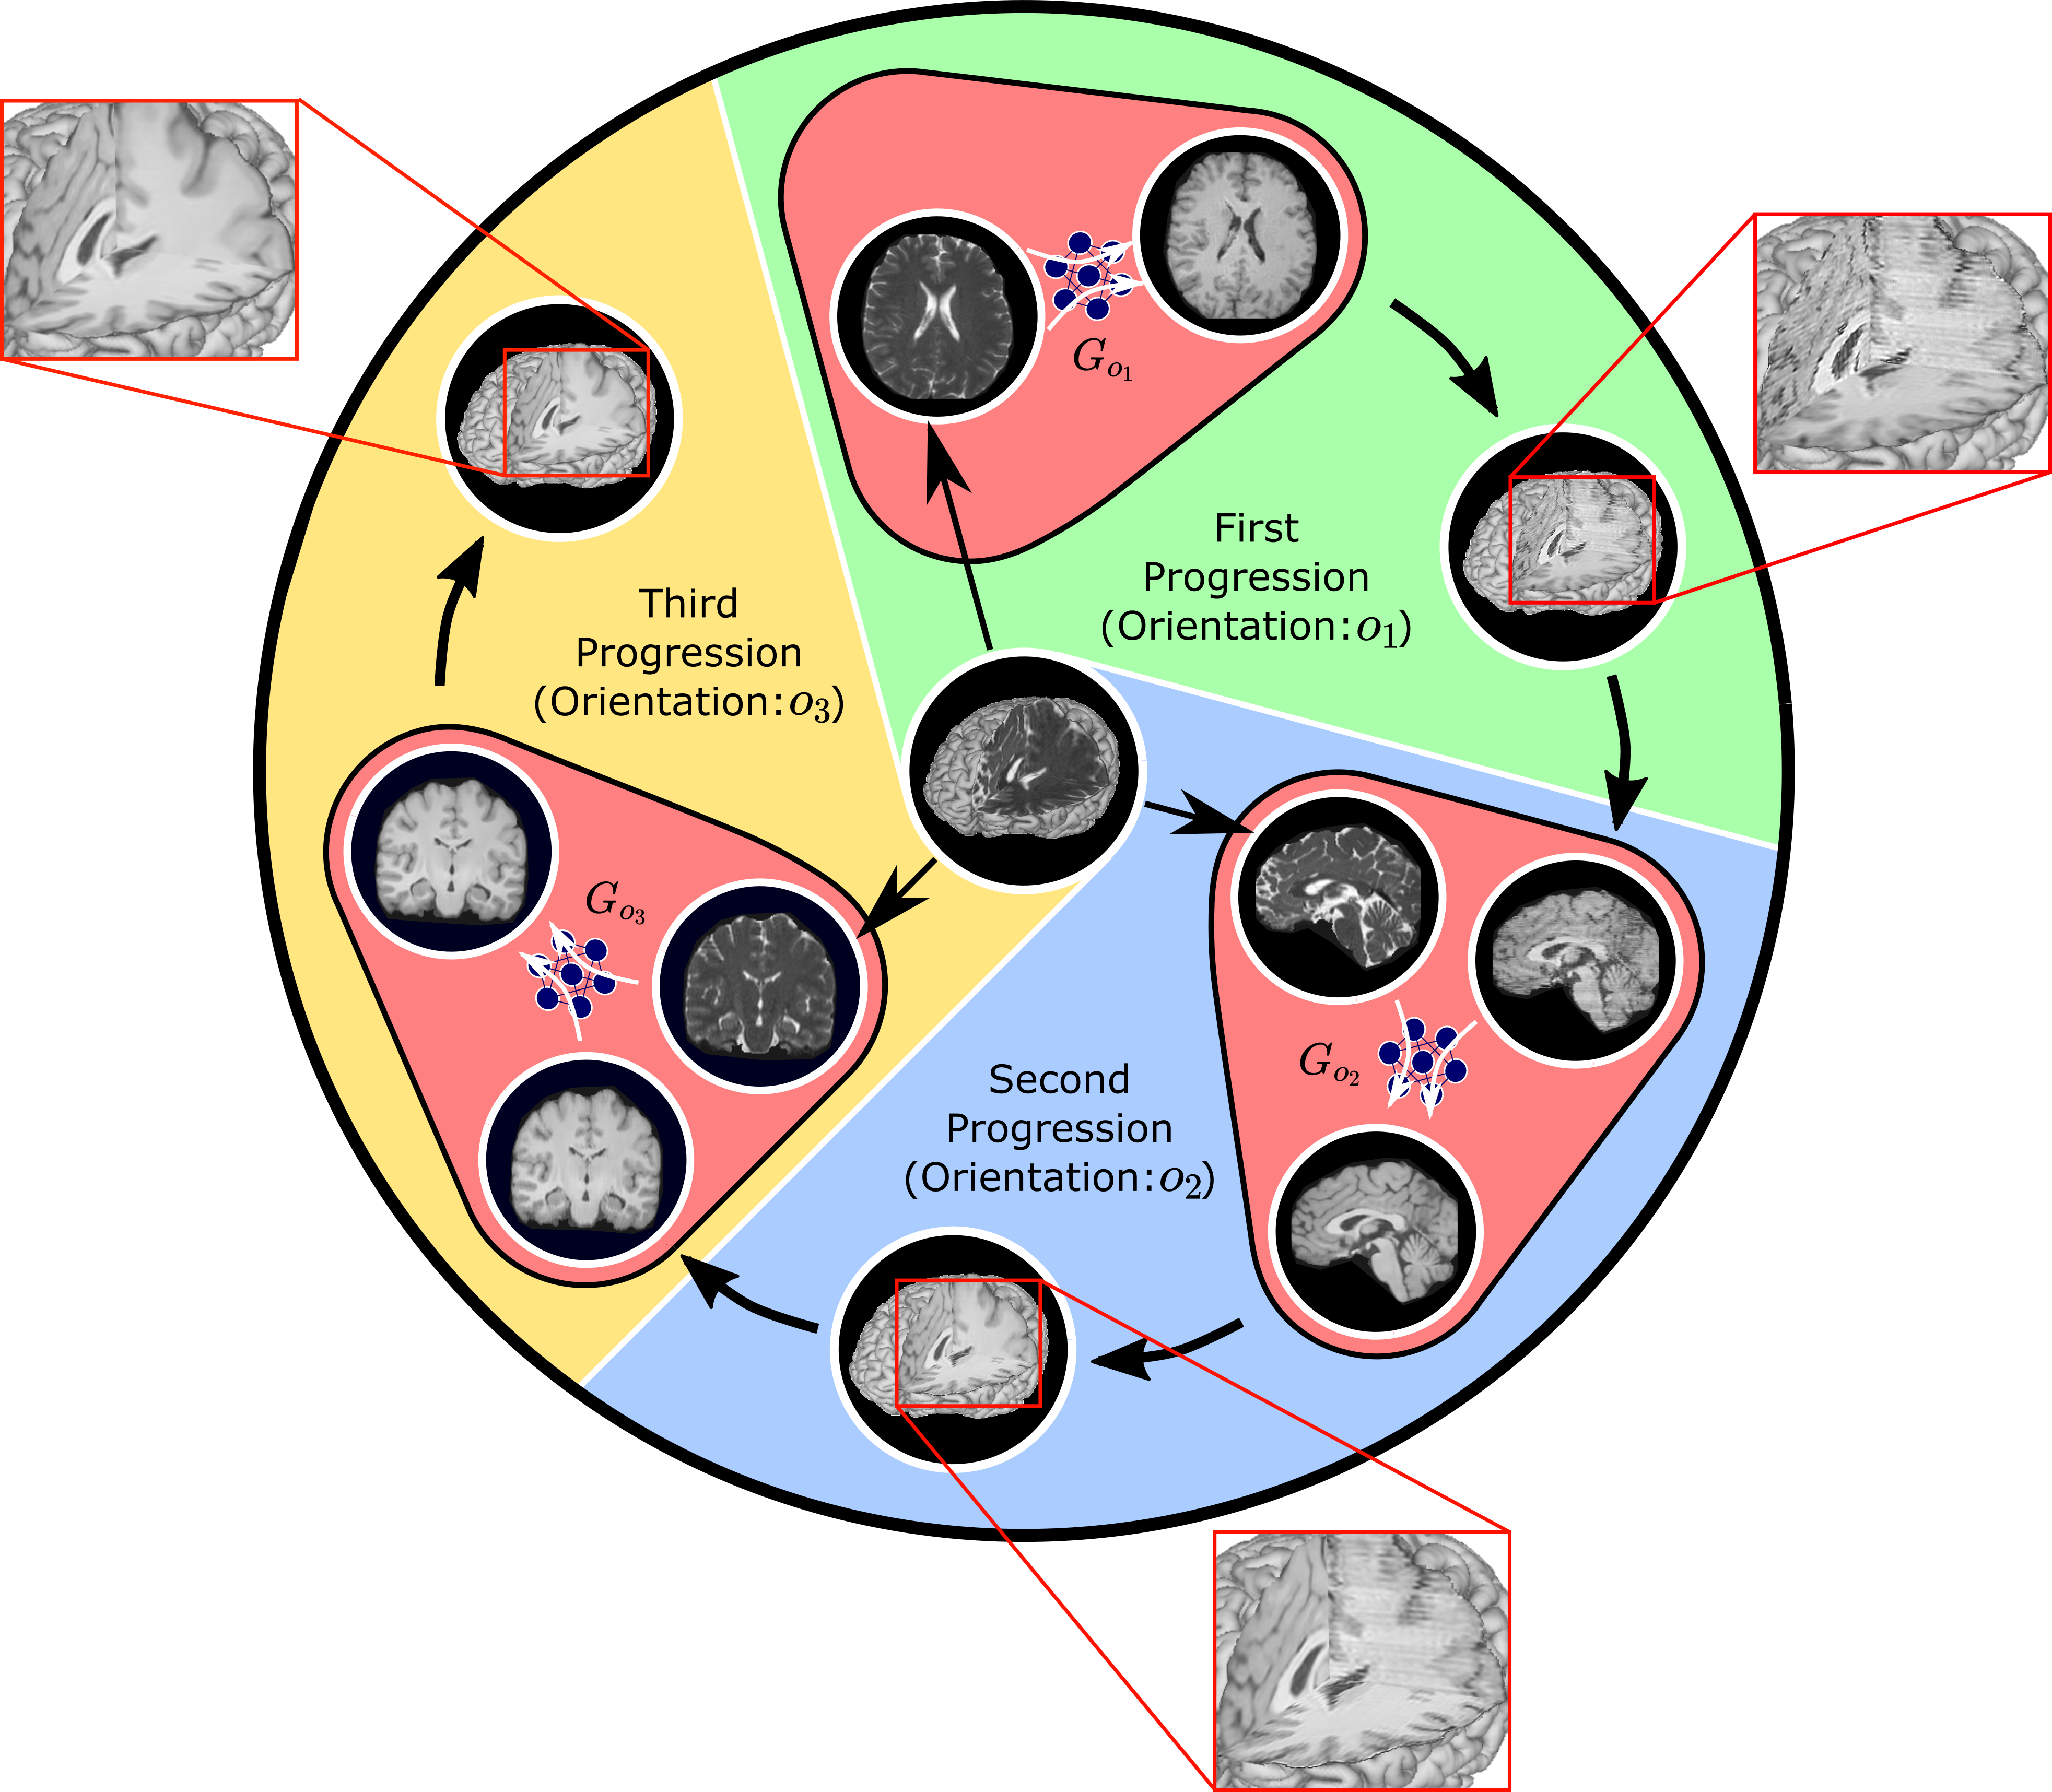 G_{o_1}
First
Progression
(Orientation:o_1)
Third
Progression
(Orientation:o_3)
G_{o_3}
G_{o_2}
Second
Progression
(Orientation:o_2)